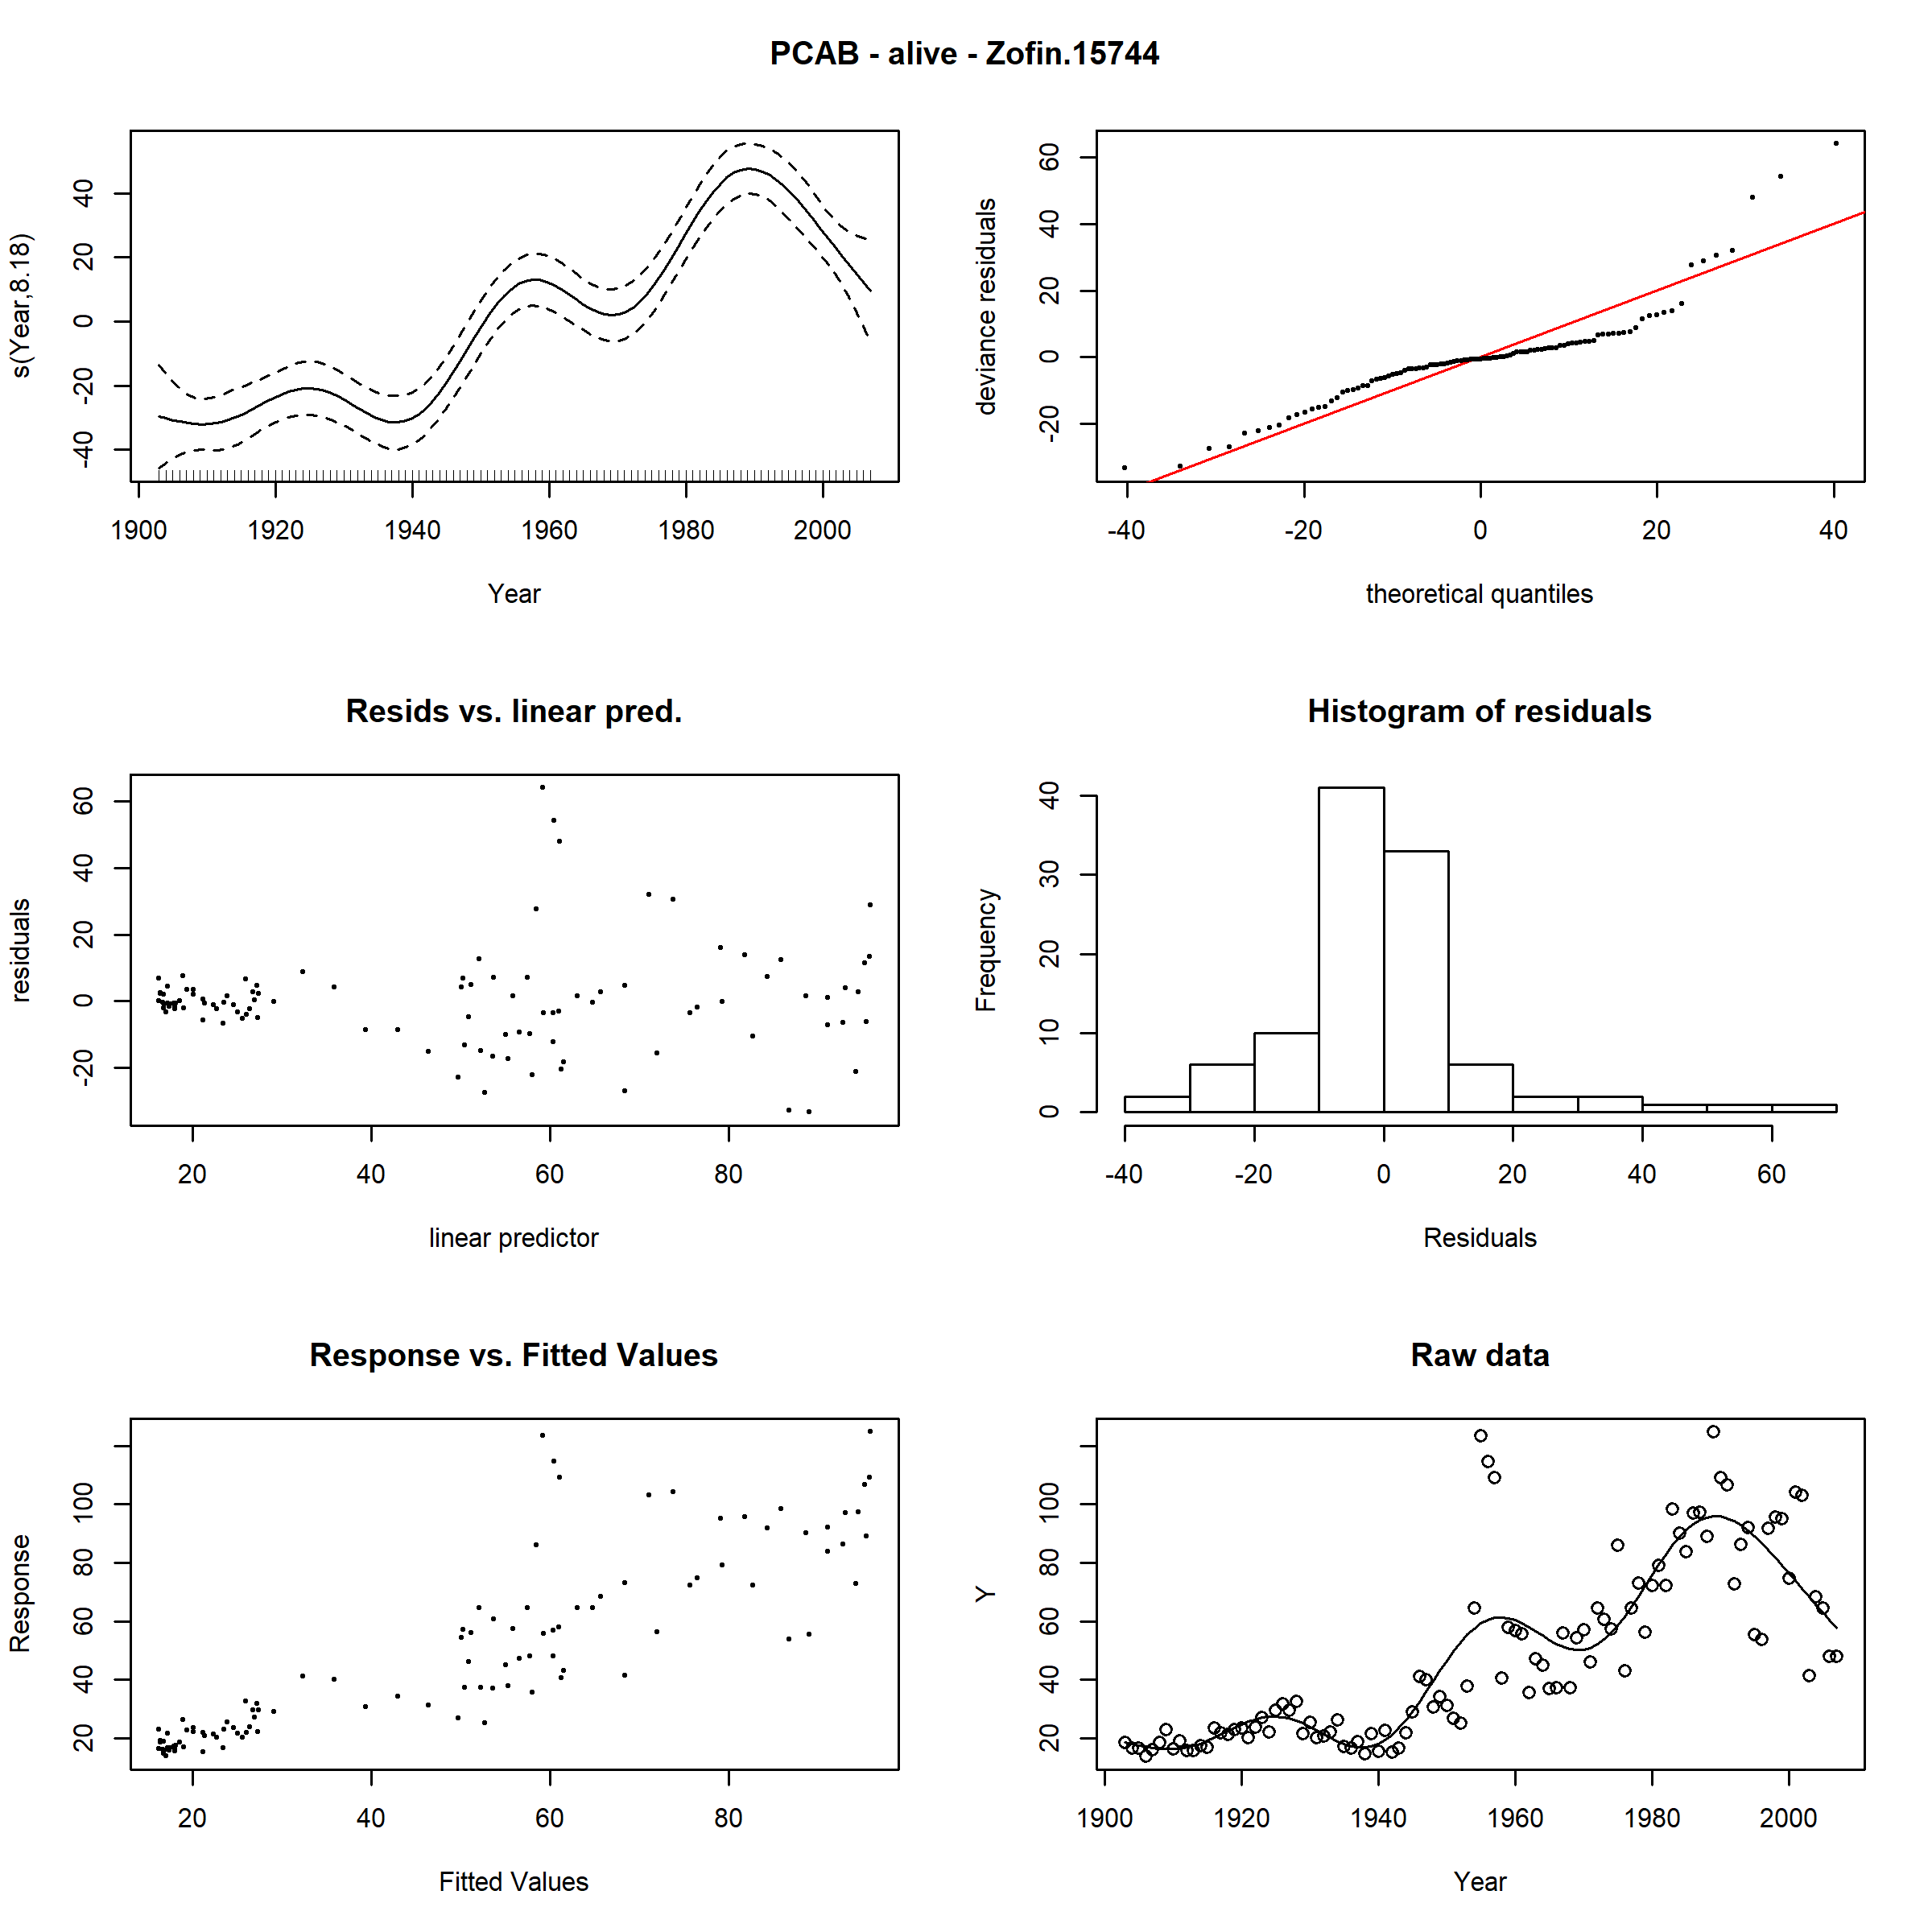 PCAB - alive - Zofin.15744
s(Year,8.18)
-40 -20 0 20 40
1900 1920 1940 1960 1980 2000
Year
deviance residuals
-20 0 20 40 60
-40 -20 0 20 40
theoretical quantiles
Resids vs. linear pred.
residuals
-20 0 20 40 60
20 40 60 80
linear predictor
Histogram of residuals
Frequency
0 10 20 30 40
-40 -20 0 20 40 60
Residuals
Response vs. Fitted Values
Response
20 40 60 80 100
20 40 60 80
Fitted Values
Raw data
Y
20 40 60 80 100
1900 1920 1940 1960 1980 2000
Year